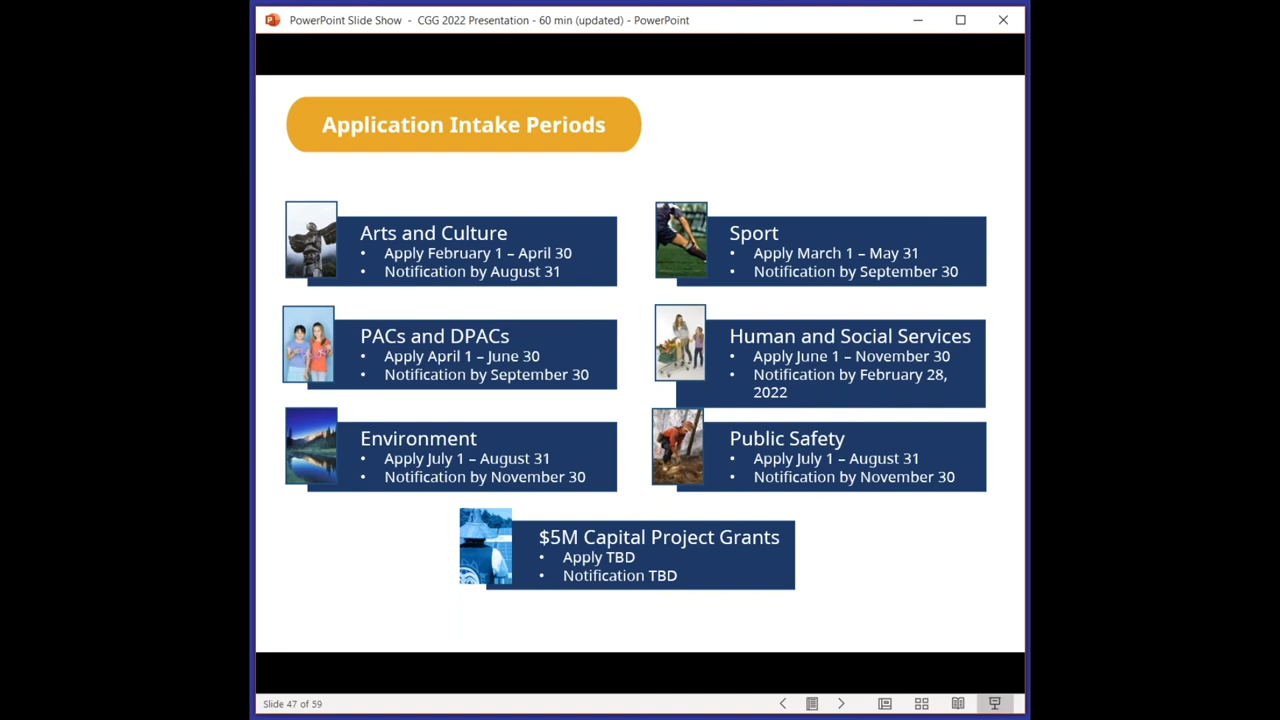 PowerPoint Slide Show - CGG 2022 Presentation - 60 min (updated) - PowerPoint
Application Intake Periods
Arts and Culture
• Apply February 1 – April 30
• Notification by August 31
Sport
• Apply March 1 – May 31
• Notification by September 30
PACs and DPACs
• Apply April 1 – June 30
• Notification by September 30
Human and Social Services
• Apply June 1 – November 30
• Notification by February 28,
2022
Environment
• Apply July 1 – August 31
• Notification by November 30
Public Safety
• Apply July 1 – August 31
• Notification by November 30
$5M Capital Project Grants
• Apply TBD
• Notification TBD
Slide 47 of 59